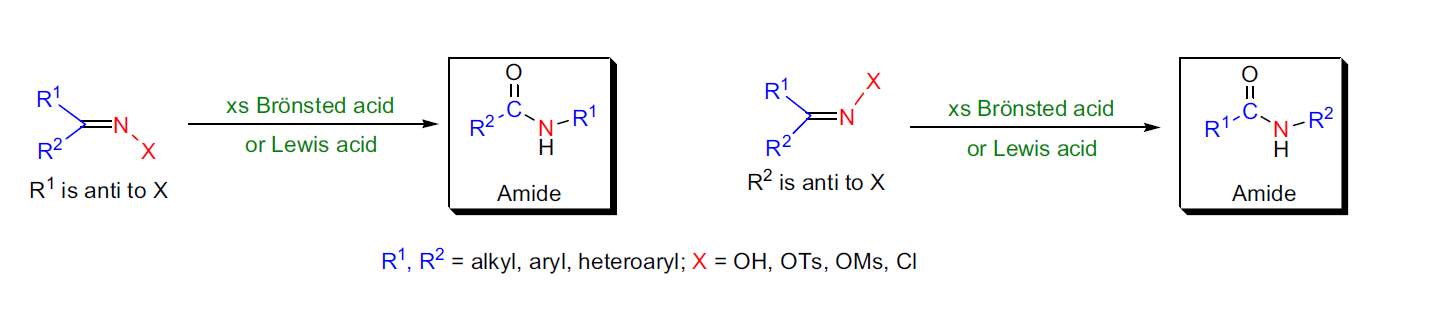 R¹
R²
N
X
R¹ is anti to X
xs Brönsted acid
or Lewis acid
O
R²
C
N
H
R¹
Amide
R¹
R²
N
X
R² is anti to X
xs Brönsted acid
or Lewis acid
O
R¹
C
N
H
R²
Amide
R¹, R² = alkyl, aryl, heteroaryl; X = OH, OTs, OMs, Cl